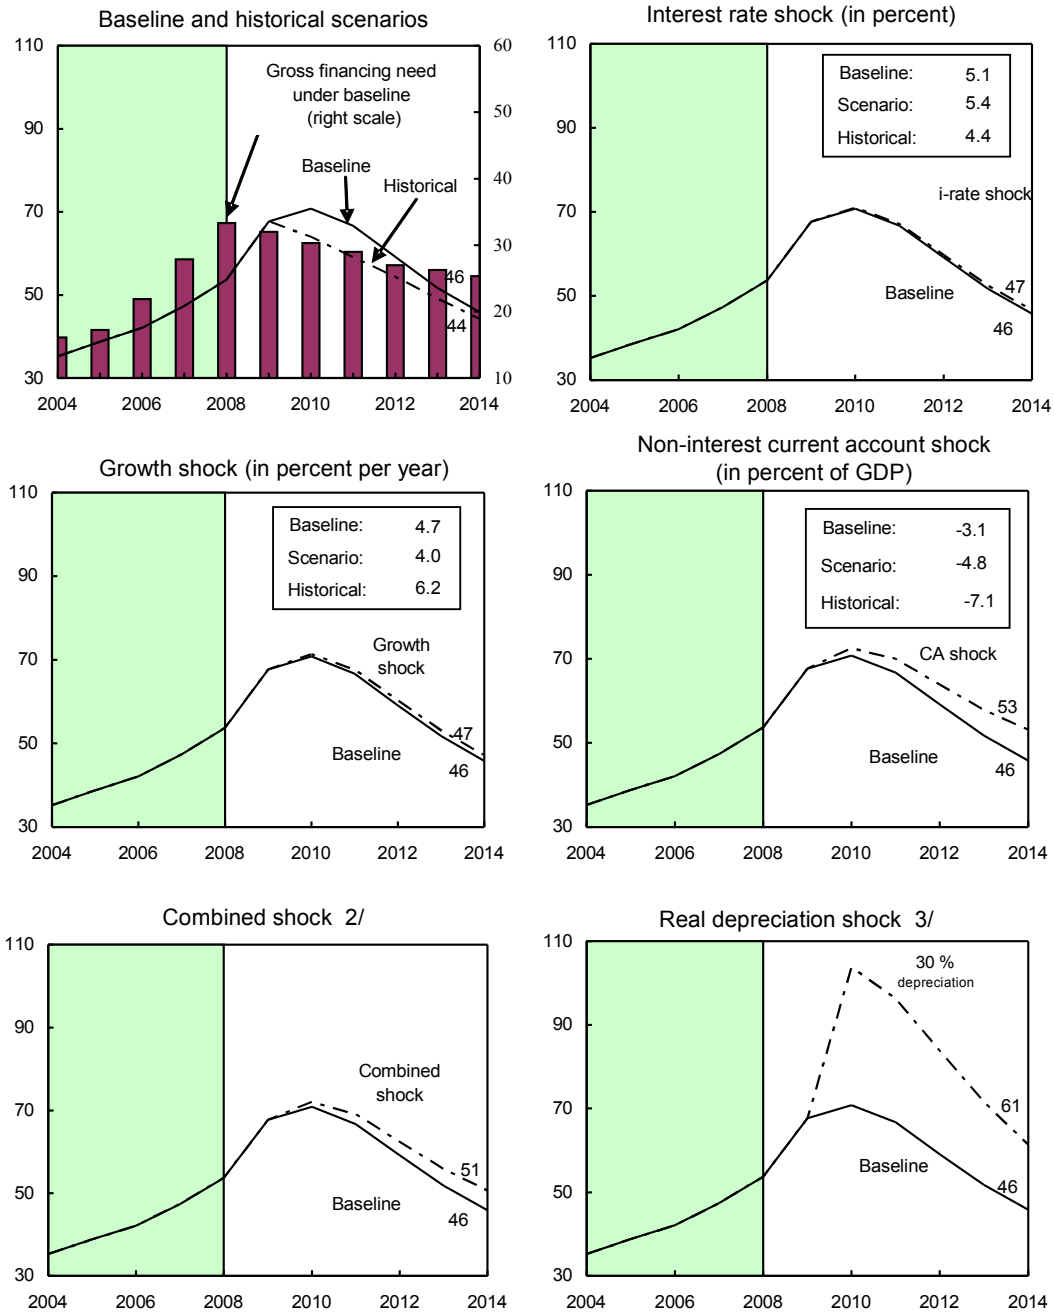 Baseline and historical scenarios
110
90
70
50
30
60
50
40
30
20
10
Gross financing need
under baseline
(right scale)
Baseline
Historical
46
44
2004 2006 2008 2010 2012 2014
Interest rate shock (in percent)
110
90
70
50
30
Baseline: 5.1
Scenario: 5.4
Historical: 4.4
i-rate shock
47
Baseline
46
2004 2006 2008 2010 2012 2014
Growth shock (in percent per year)
110
90
70
50
30
Baseline: 4.7
Scenario: 4.0
Historical: 6.2
Growth
shock
47
Baseline
46
2004 2006 2008 2010 2012 2014
Non-interest current account shock
(in percent of GDP)
110
90
70
50
30
Baseline: -3.1
Scenario: -4.8
Historical: -7.1
CA shock
53
Baseline
46
2004 2006 2008 2010 2012 2014
Combined shock 2/
110
90
70
50
30
Combined
shock
51
Baseline
46
2004 2006 2008 2010 2012 2014
Real depreciation shock 3/
110
90
70
50
30
30 %
depreciation
61
Baseline
46
2004 2006 2008 2010 2012 2014